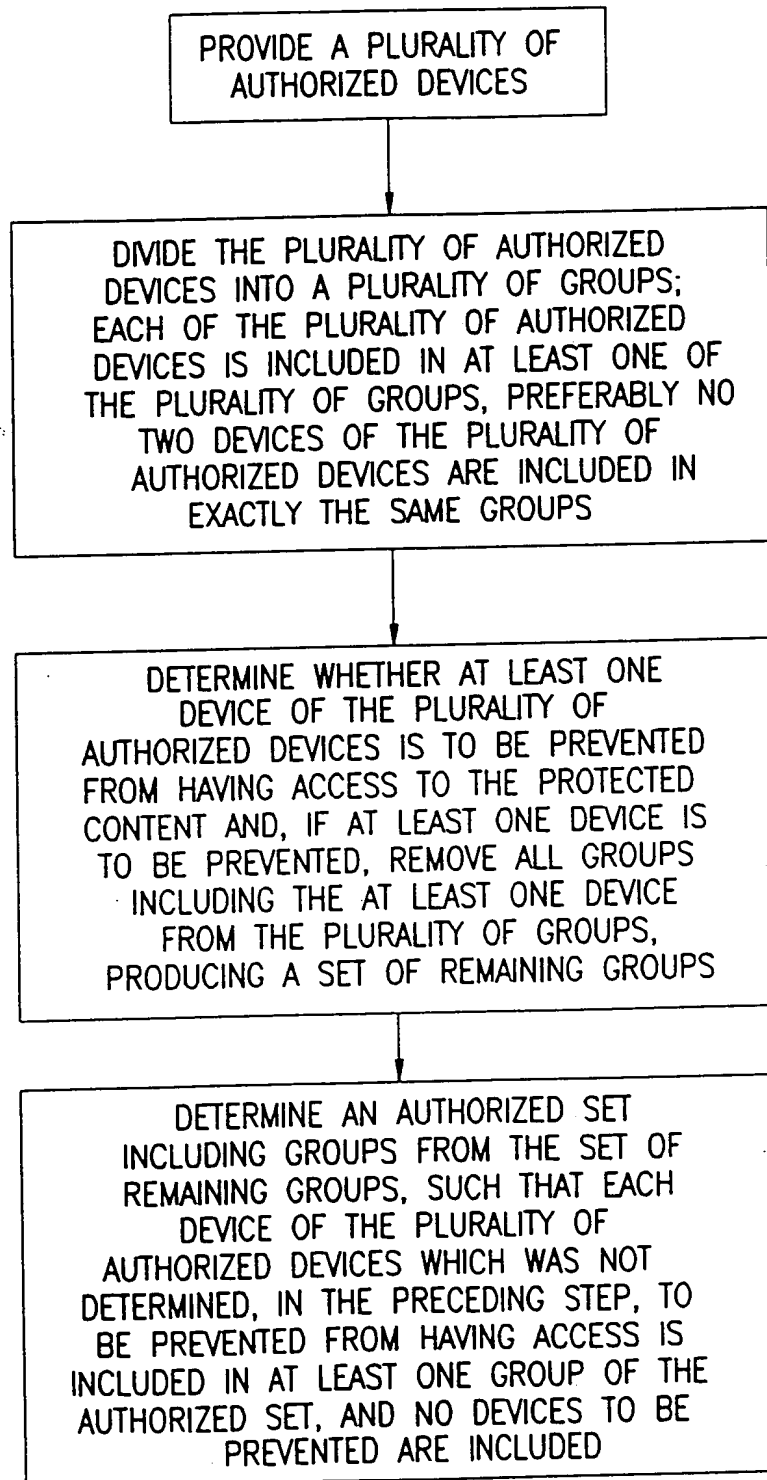 PROVIDE A PLURALITY OF
AUTHORIZED DEVICES
DIVIDE THE PLURALITY OF AUTHORIZED
DEVICES INTO A PLURALITY OF GROUPS;
EACH OF THE PLURALITY OF AUTHORIZED
DEVICES IS INCLUDED IN AT LEAST ONE OF
THE PLURALITY OF GROUPS, PREFERABLY NO
TWO DEVICES OF THE PLURALITY OF
AUTHORIZED DEVICES ARE INCLUDED IN
EXACTLY THE SAME GROUPS
DETERMINE WHETHER AT LEAST ONE
DEVICE OF THE PLURALITY OF
AUTHORIZED DEVICES IS TO BE PREVENTED
FROM HAVING ACCESS TO THE PROTECTED
CONTENT AND, IF AT LEAST ONE DEVICE IS
TO BE PREVENTED, REMOVE ALL GROUPS
INCLUDING THE AT LEAST ONE DEVICE
FROM THE PLURALITY OF GROUPS,
PRODUCING A SET OF REMAINING GROUPS
DETERMINE AN AUTHORIZED SET
INCLUDING GROUPS FROM THE SET OF
REMAINING GROUPS, SUCH THAT EACH
DEVICE OF THE PLURALITY OF
AUTHORIZED DEVICES WHICH WAS NOT
DETERMINED, IN THE PRECEDING STEP, TO
BE PREVENTED FROM HAVING ACCESS IS
INCLUDED IN AT LEAST ONE GROUP OF THE
AUTHORIZED SET, AND NO DEVICES TO BE
PREVENTED ARE INCLUDED